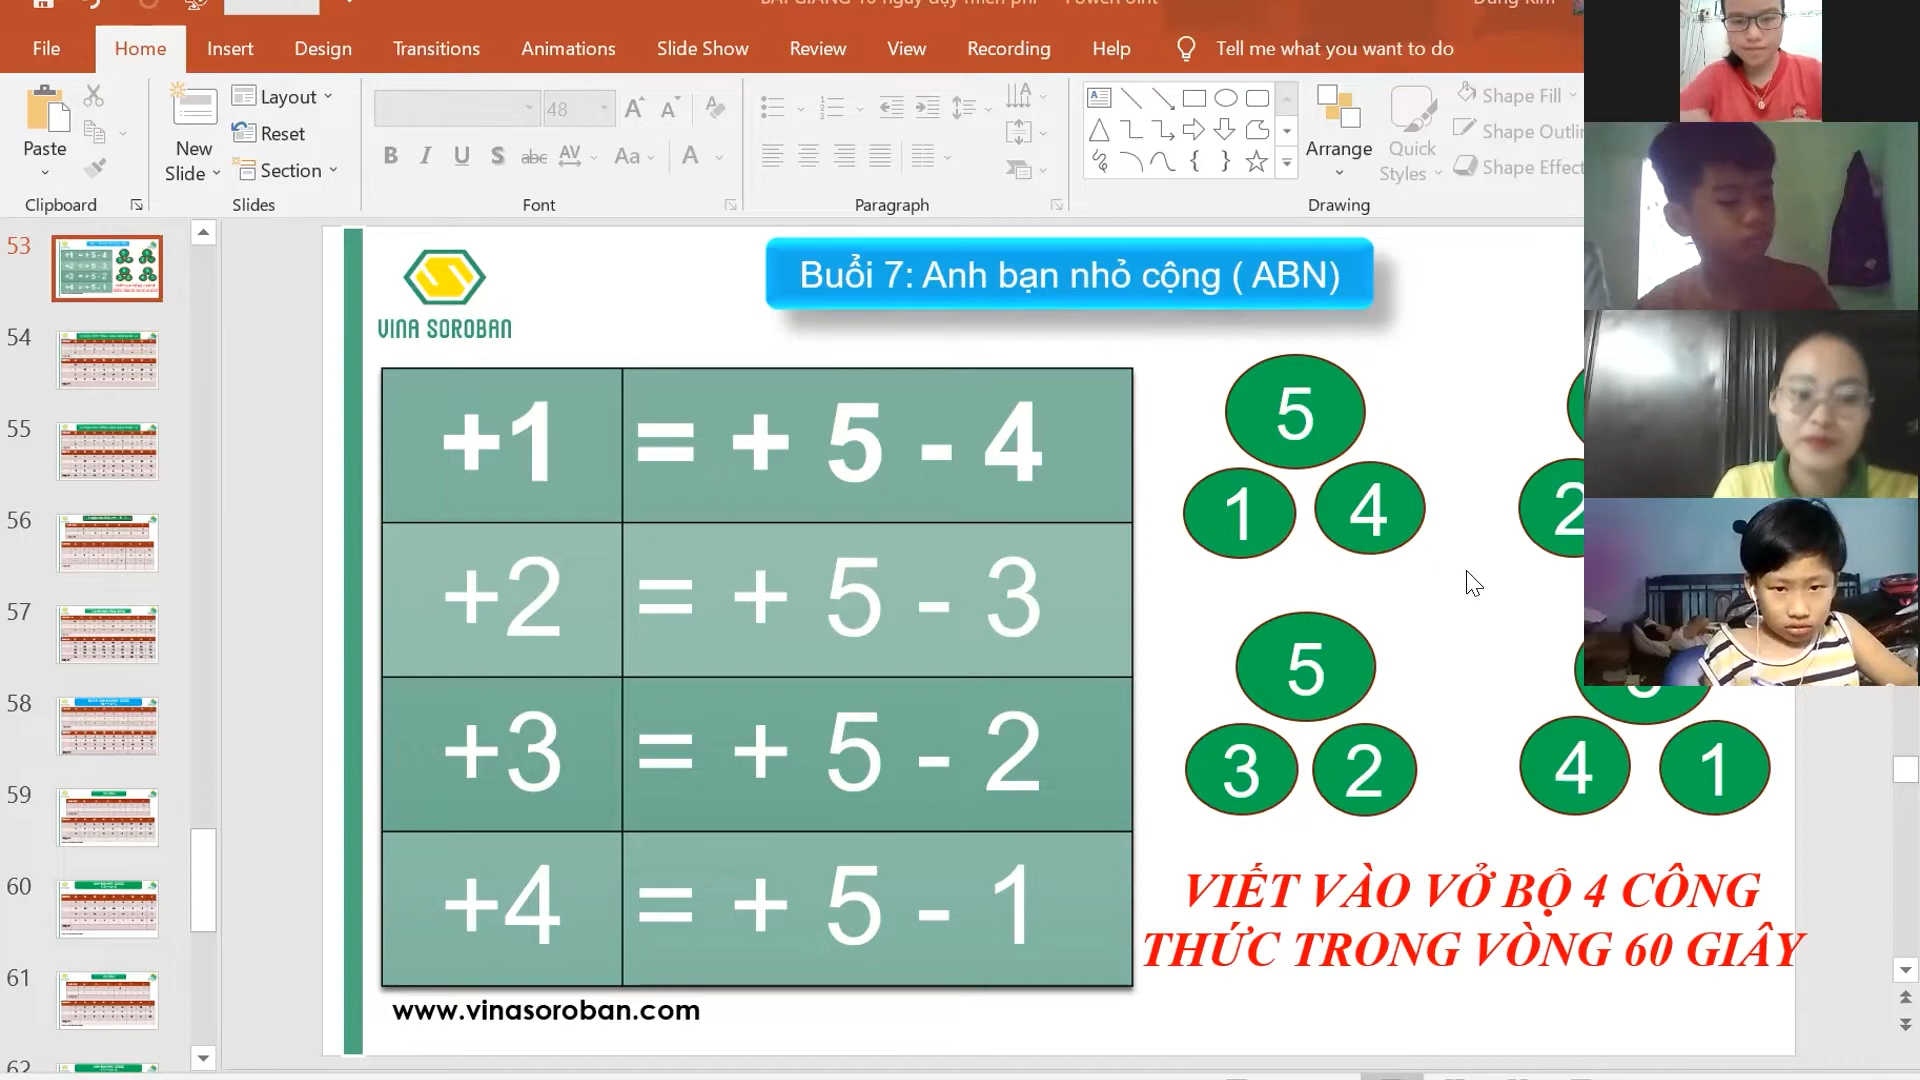 File Home Insert Design Transitions Animations Slide Show Review View Recording Help Tell me what you want to do
Paste
New
Slide
Layout
Reset
Section
48
B I U S abc AV Aa A
Arrange
Quick
Styles
Shape Fill
Clipboard Slides Font Paragraph Drawing
53
54
55
56
57
58
59
60
61
VINA SOROBAN
Buổi 7: Anh bạn nhỏ cộng ( ABN)
+1 = + 5 - 4
+2 = + 5 - 3
+3 = + 5 - 2
+4 = + 5 - 1
5
1 4
2
5
3 2
4 1
VIẾT VÀO VỞ BỘ 4 CÔNG
THỨC TRONG VÒNG 60 GIÂY
www.vinasoroban.com